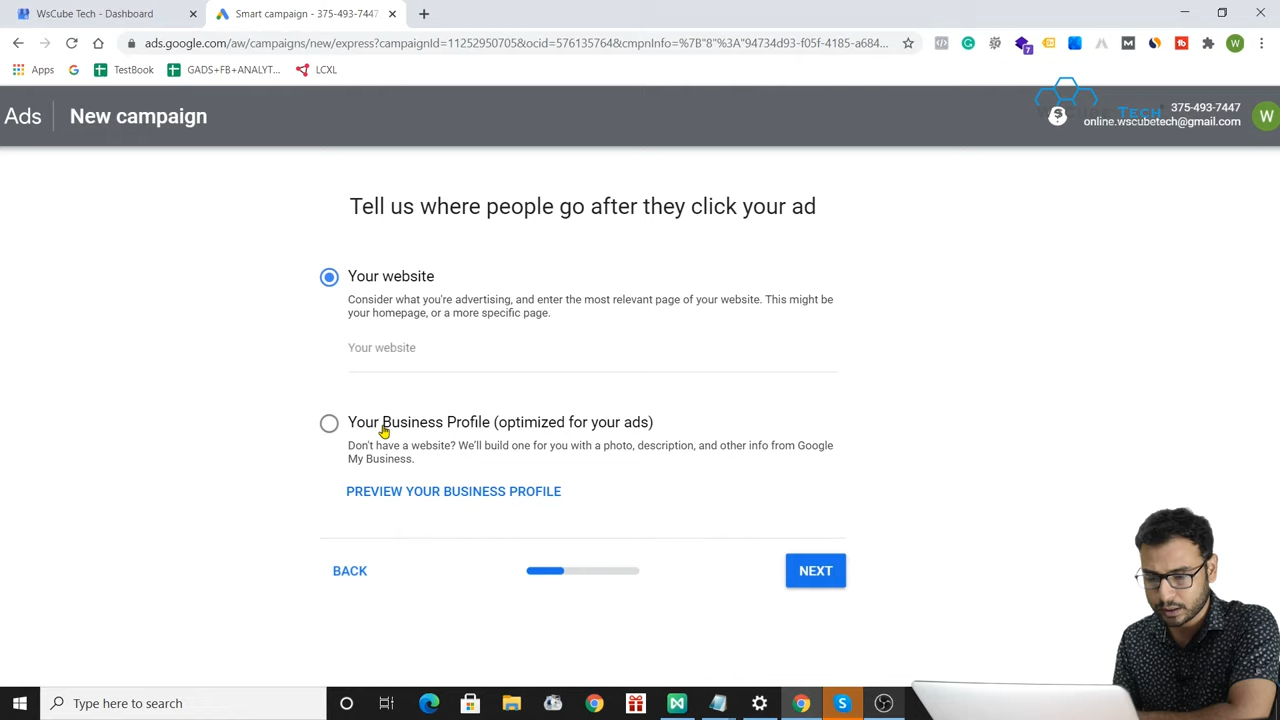 WsCube Tech - Dashboard
Smart campaign - 375-493-7447
ads.google.com/aw/campaigns/new/express?campaignId=11252950705&ocid=576135764&cmpnInfo=%7B"8"%3A"94734d93-f05f-4185-a684...
Apps
TestBook
GADS+FB+ANALYT...
LCXL
Ads
New campaign
TECH
375-493-7447
online.wscubetech@gmail.com
W
Tell us where people go after they click your ad
Your website
Consider what you're advertising, and enter the most relevant page of your website. This might be
your homepage, or a more specific page.
Your website
Your Business Profile (optimized for your ads)
Don't have a website? We'll build one for you with a photo, description, and other info from Google
My Business.
PREVIEW YOUR BUSINESS PROFILE
BACK
NEXT
Type here to search